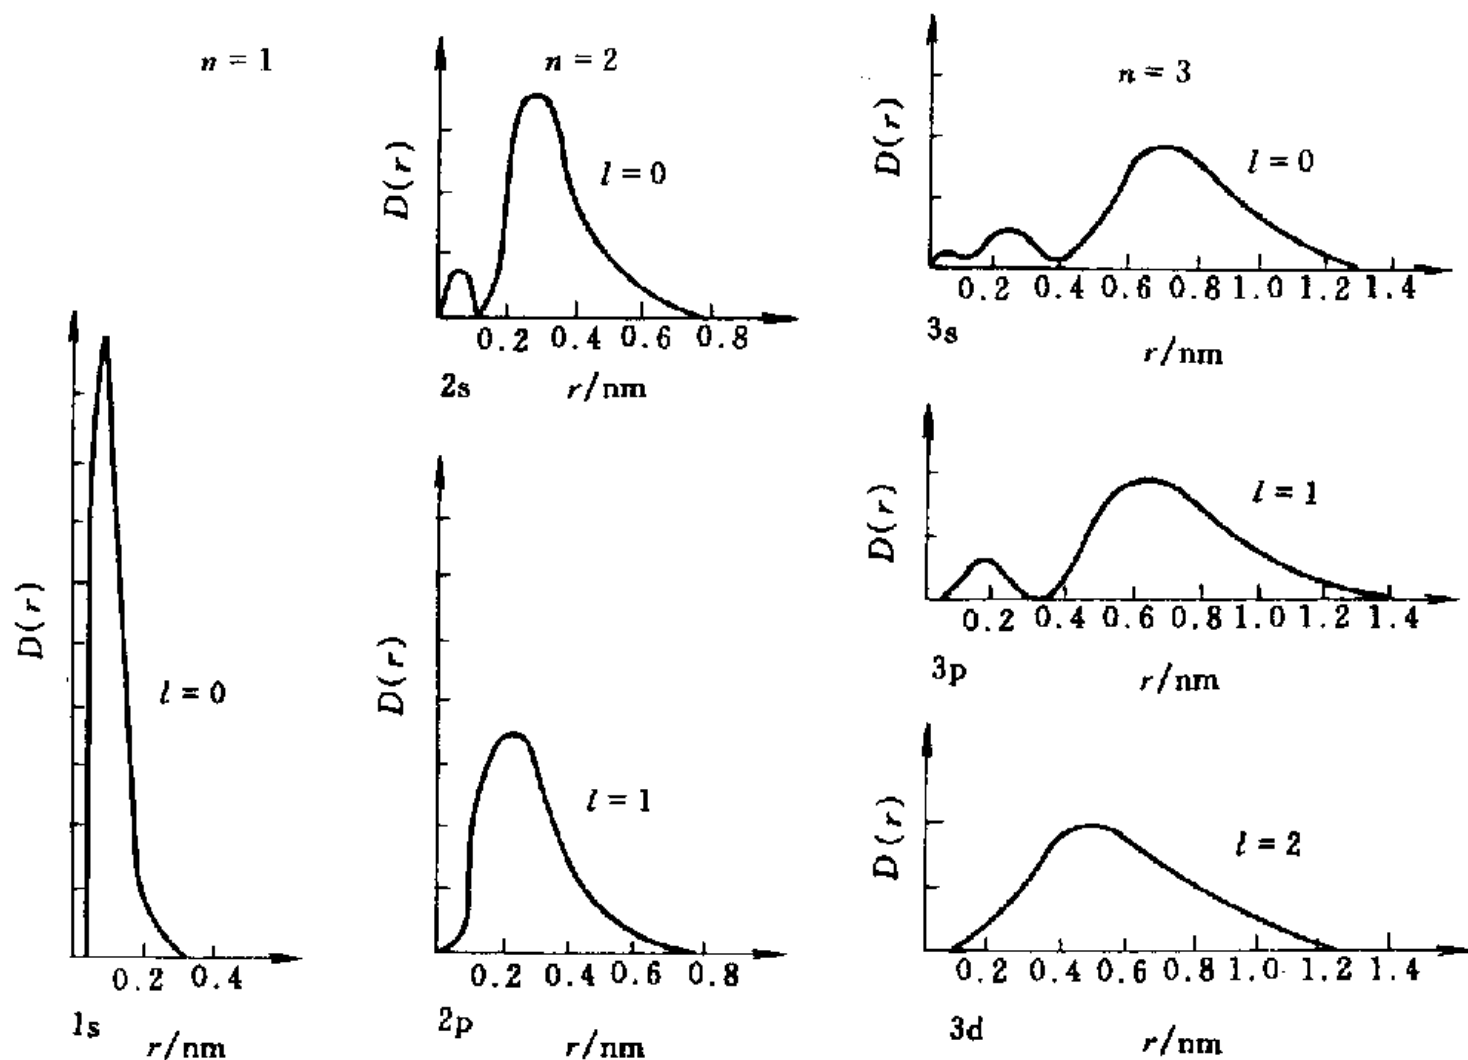 n = 1
D(r)
l = 0
0.2 0.4
1s
r/nm
n = 2
D(r)
l = 0
0.2 0.4 0.6 0.8
2s
r/nm
D(r)
l = 1
0.2 0.4 0.6 0.8
2p
r/nm
n = 3
D(r)
l = 0
0.2 0.4 0.6 0.8 1.0 1.2 1.4
3s
r/nm
D(r)
l = 1
0.2 0.4 0.6 0.8 1.0 1.2 1.4
3p
r/nm
D(r)
l = 2
0.2 0.4 0.6 0.8 1.0 1.2 1.4
3d
r/nm